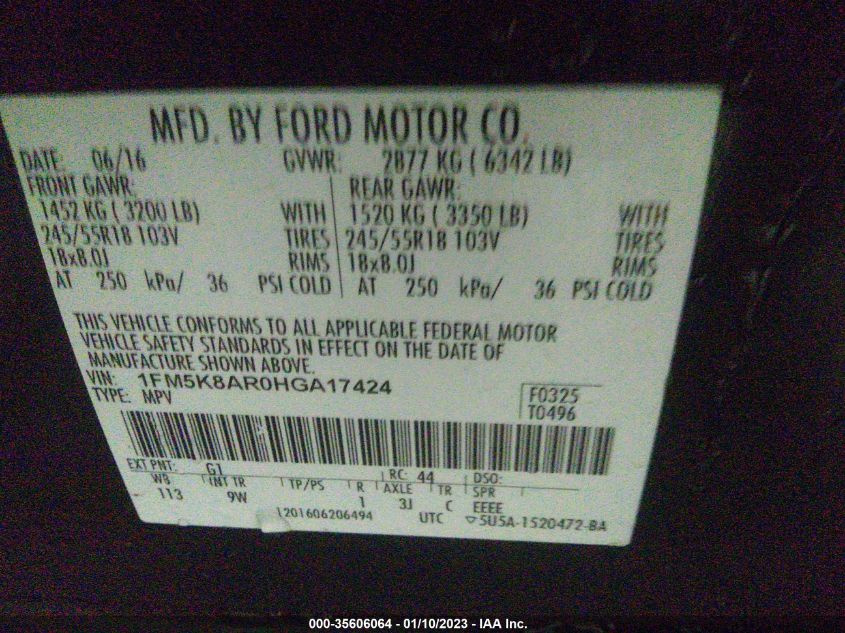 MFD. BY FORD MOTOR CO.
DATE: 06/16 GVWR: 2877 KG ( 6342 LB)
FRONT GAWR: REAR GAWR:
1452 KG ( 3200 LB) WITH 1520 KG ( 3350 LB) WITH
245/55R18 103V TIRES 245/55R18 103V TIRES
18x8.0J RIMS 18x8.0J RIMS
AT 250 kPa/ 36 PSI COLD AT 250 kPa/ 36 PSI COLD
THIS VEHICLE CONFORMS TO ALL APPLICABLE FEDERAL MOTOR
VEHICLE SAFETY STANDARDS IN EFFECT ON THE DATE OF
MANUFACTURE SHOWN ABOVE.
VIN: 1FM5K8AR0HGA17424 F0325
TYPE: MPV T0496
EXT PNT: G1 RC: 44 DSO:
WB INT TR TP/PS R AXLE TR SPR
113 9W 1 3J C EEEE
1201606206494 UTC ▽5U5A-1520472-BA
000-35606064 - 01/10/2023 - IAA Inc.